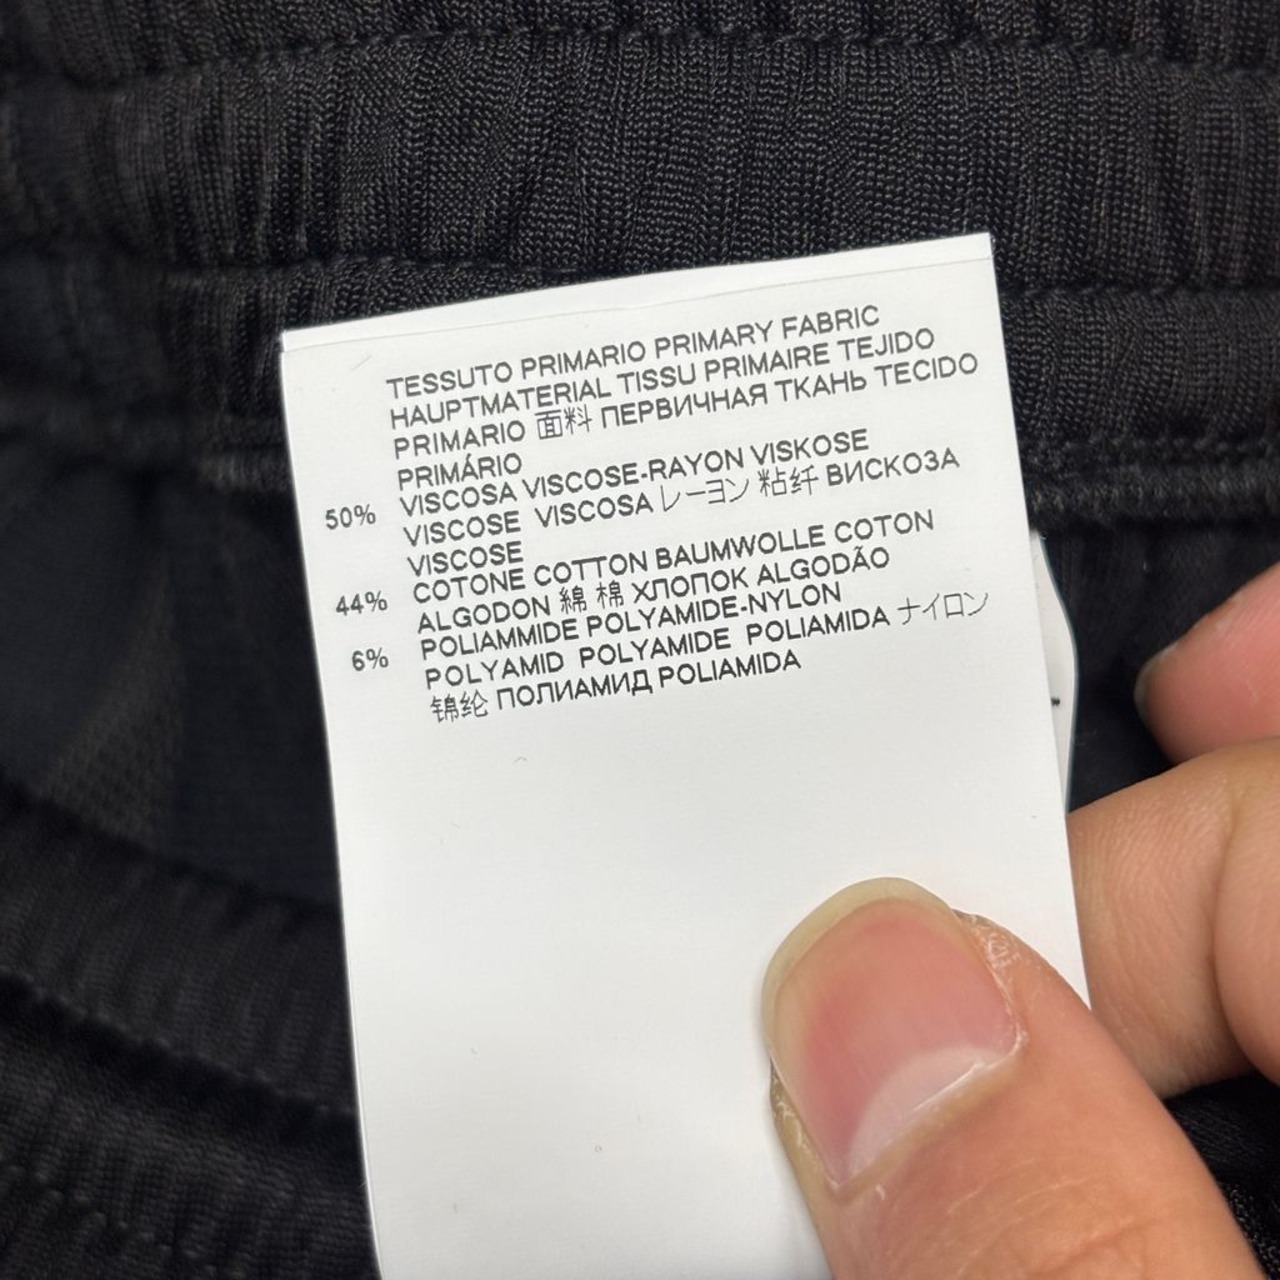 TESSUTO PRIMARIO PRIMARY FABRIC
HAUPTMATERIAL TISSU PRIMAIRE TEJIDO
PRIMARIO 面料 ПЕРВИЧНАЯ ТКАНЬ TECIDO
PRIMÁRIO
50% VISCOSA VISCOSE-RAYON VISKOSE
VISCOSE VISCOSA レーヨン 粘纤 ВИСКОЗА
VISCOSE
44% COTONE COTTON BAUMWOLLE COTON
ALGODON 綿 棉 ХЛОПОК ALGODÃO
6% POLIAMMIDE POLYAMIDE-NYLON
POLYAMID POLYAMIDE POLIAMIDA ナイロン
锦纶 ПОЛИАМИД POLIAMIDA